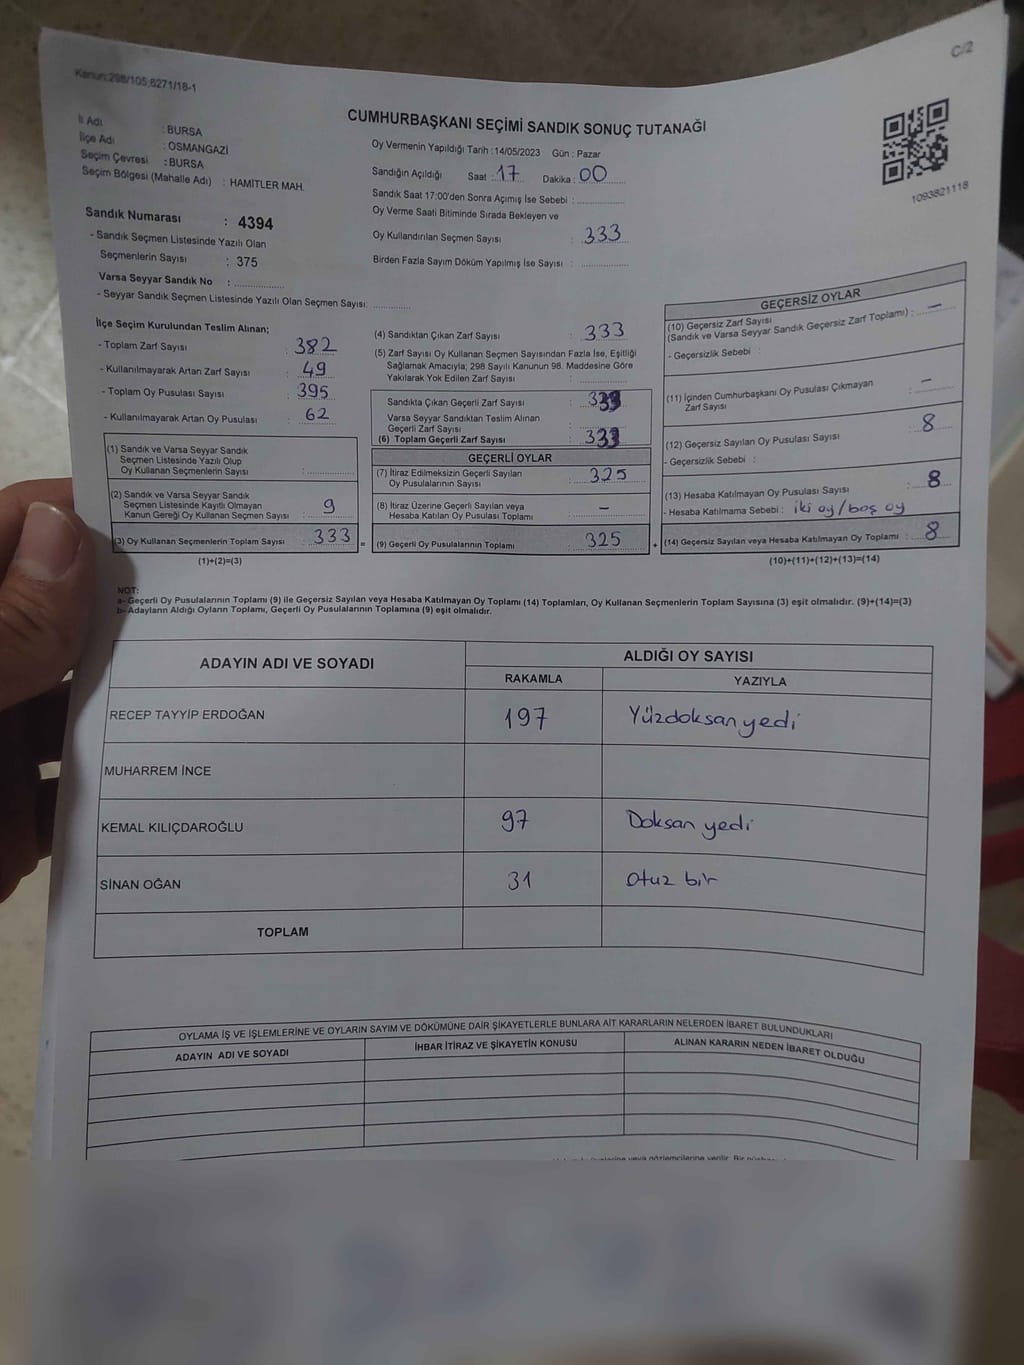 C/2
Kanun:298/105;6271/18-1
CUMHURBAŞKANI SEÇİMİ SANDIK SONUÇ TUTANAĞI
İl Adı : BURSA
İlçe Adı : OSMANGAZİ
Seçim Çevresi : BURSA
Seçim Bölgesi (Mahalle Adı) : HAMİTLER MAH.
Sandık Numarası : 4394
- Sandık Seçmen Listesinde Yazılı Olan
Seçmenlerin Sayısı : 375
Varsa Seyyar Sandık No :
- Seyyar Sandık Seçmen Listesinde Yazılı Olan Seçmen Sayısı:
Oy Vermenin Yapıldığı Tarih :14/05/2023 Gün : Pazar
Sandığın Açıldığı Saat : 17 Dakika : 00
Sandık Saat 17:00'den Sonra Açımış İse Sebebi :
Oy Verme Saati Bitiminde Sırada Bekleyen ve
Oy Kullandırılan Seçmen Sayısı : 333
Birden Fazla Sayım Döküm Yapılmış İse Sayısı :
1093821118
İlçe Seçim Kurulundan Teslim Alınan;
- Toplam Zarf Sayısı : 382
- Kullanılmayarak Artan Zarf Sayısı : 49
- Toplam Oy Pusulası Sayısı : 395
- Kullanılmayarak Artan Oy Pusulası : 62
(1) Sandık ve Varsa Seyyar Sandık
Seçmen Listesinde Yazılı Olup
Oy Kullanan Seçmenlerin Sayısı :
(2) Sandık ve Varsa Seyyar Sandık
Seçmen Listesinde Kayıtlı Olmayan
Kanun Gereği Oy Kullanan Seçmen Sayısı : 9
(3) Oy Kullanan Seçmenlerin Toplam Sayısı : 333 =
(1)+(2)=(3)
(4) Sandıktan Çıkan Zarf Sayısı : 333
(5) Zarf Sayısı Oy Kullanan Seçmen Sayısından Fazla İse, Eşitliği
Sağlamak Amacıyla; 298 Sayılı Kanunun 98. Maddesine Göre
Yakılarak Yok Edilen Zarf Sayısı :
Sandıkta Çıkan Geçerli Zarf Sayısı : 333
Varsa Seyyar Sandıktan Teslim Alınan
Geçerli Zarf Sayısı :
(6) Toplam Geçerli Zarf Sayısı : 333
GEÇERLİ OYLAR
(7) İtiraz Edilmeksizin Geçerli Sayılan
Oy Pusulalarının Sayısı : 325
(8) İtiraz Üzerine Geçerli Sayılan veya
Hesaba Katılan Oy Pusulası Toplamı : –
(9) Geçerli Oy Pusulalarının Toplamı : 325 +
GEÇERSİZ OYLAR
(10) Geçersiz Zarf Sayısı
(Sandık ve Varsa Seyyar Sandık Geçersiz Zarf Toplamı) : –
- Geçersizlik Sebebi :
(11) İçinden Cumhurbaşkanı Oy Pusulası Çıkmayan
Zarf Sayısı : –
(12) Geçersiz Sayılan Oy Pusulası Sayısı : 8
- Geçersizlik Sebebi :
(13) Hesaba Katılmayan Oy Pusulası Sayısı : 8
- Hesaba Katılmama Sebebi : iki oy/boş oy
(14) Geçersiz Sayılan veya Hesaba Katılmayan Oy Toplamı : 8
(10)+(11)+(12)+(13)=(14)
NOT:
a- Geçerli Oy Pusulalarının Toplamı (9) ile Geçersiz Sayılan veya Hesaba Katılmayan Oy Toplamı (14) Toplamları, Oy Kullanan Seçmenlerin Toplam Sayısına (3) eşit olmalıdır. (9)+(14)=(3)
b- Adayların Aldığı Oyların Toplamı, Geçerli Oy Pusulalarının Toplamına (9) eşit olmalıdır.
ADAYIN ADI VE SOYADI ALDIĞI OY SAYISI
RAKAMLA YAZIYLA
RECEP TAYYİP ERDOĞAN 197 Yüzdoksanyedi
MUHARREM İNCE
KEMAL KILIÇDAROĞLU 97 Doksan yedi
SİNAN OĞAN 31 Otuz bir
TOPLAM
OYLAMA İŞ VE İŞLEMLERİNE VE OYLARIN SAYIM VE DÖKÜMÜNE DAİR ŞİKAYETLERLE BUNLARA AİT KARARLARIN NELERDEN İBARET BULUNDUKLARI
ADAYIN ADI VE SOYADI İHBAR İTİRAZ VE ŞİKAYETİN KONUSU ALINAN KARARIN NEDEN İBARET OLDUĞU